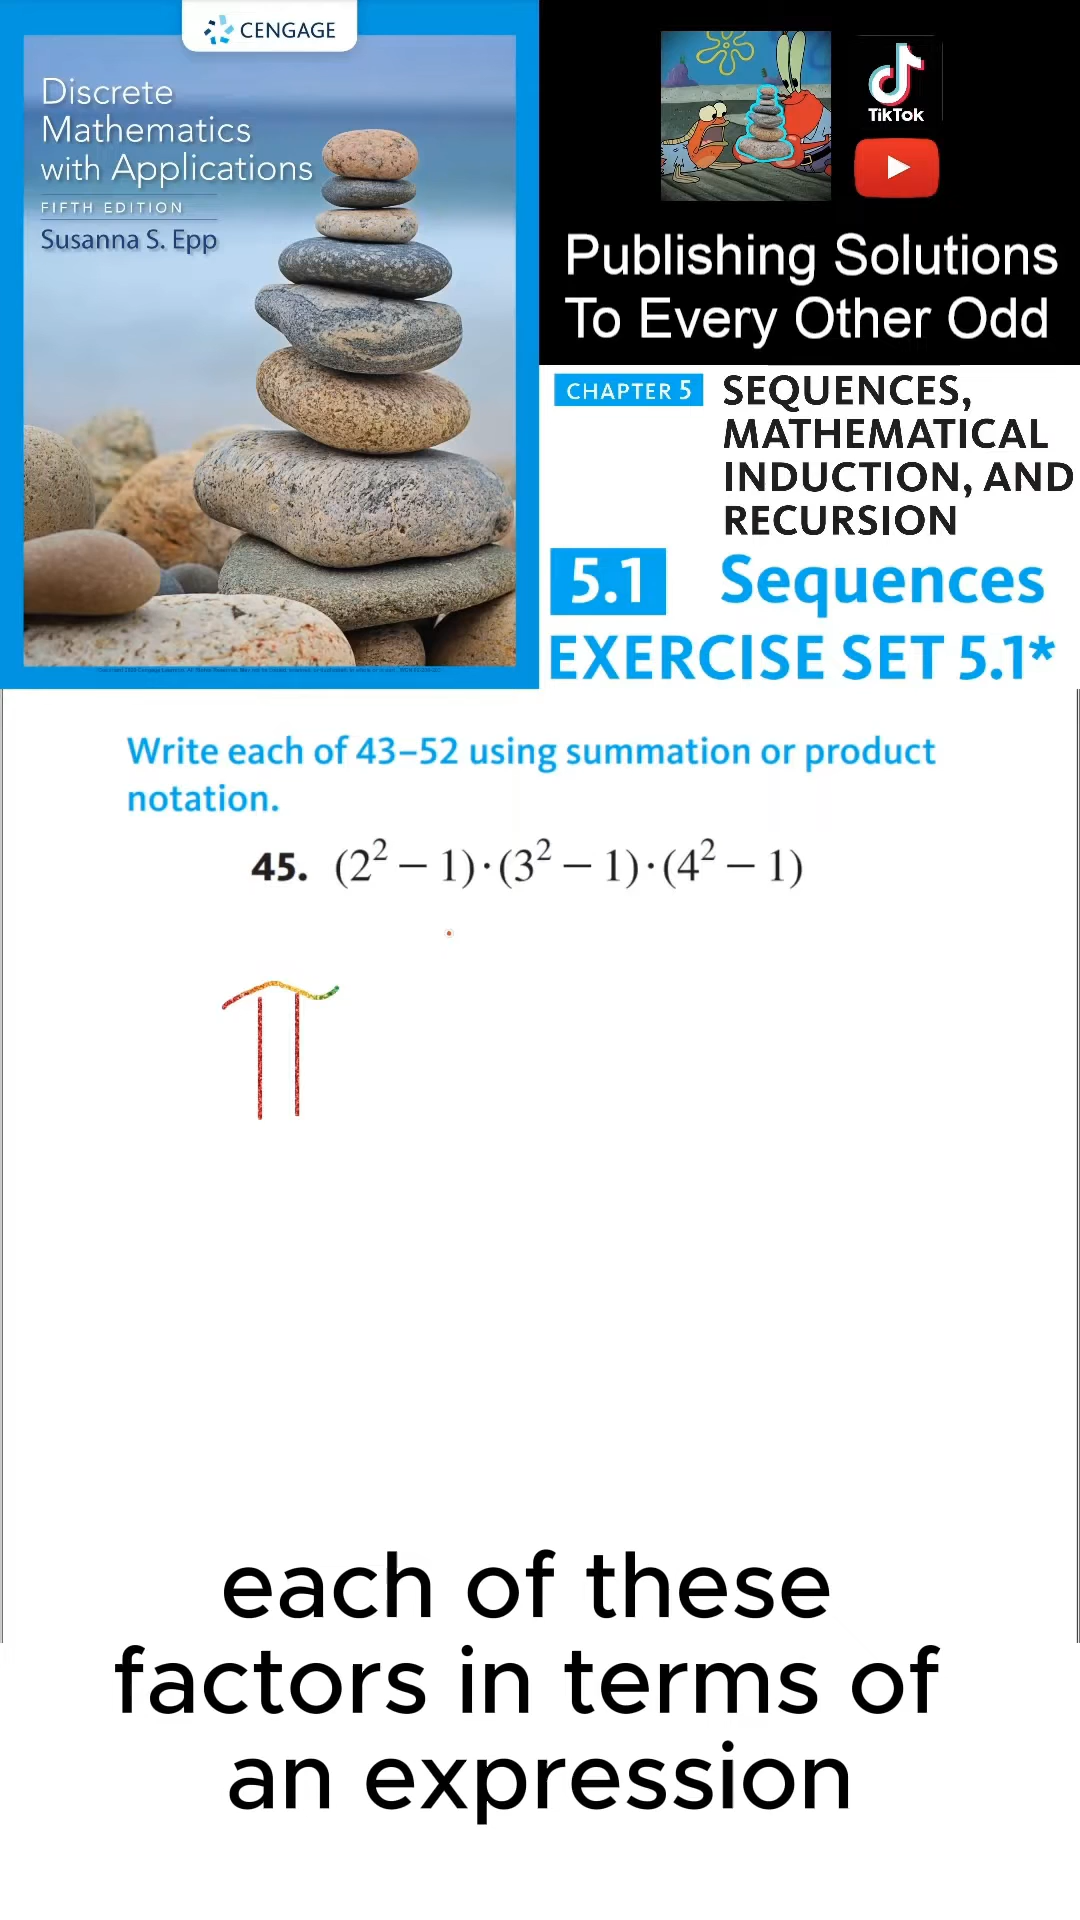 CENGAGE
Discrete
Mathematics
with Applications
FIFTH EDITION
Susanna S. Epp
TikTok
Publishing Solutions
To Every Other Odd
CHAPTER 5
SEQUENCES,
MATHEMATICAL
INDUCTION, AND
RECURSION
5.1 Sequences
EXERCISE SET 5.1*
Write each of 43–52 using summation or product
notation.
45. (2² − 1)·(3² − 1)·(4² − 1)
∏
each of these
factors in terms of
an expression